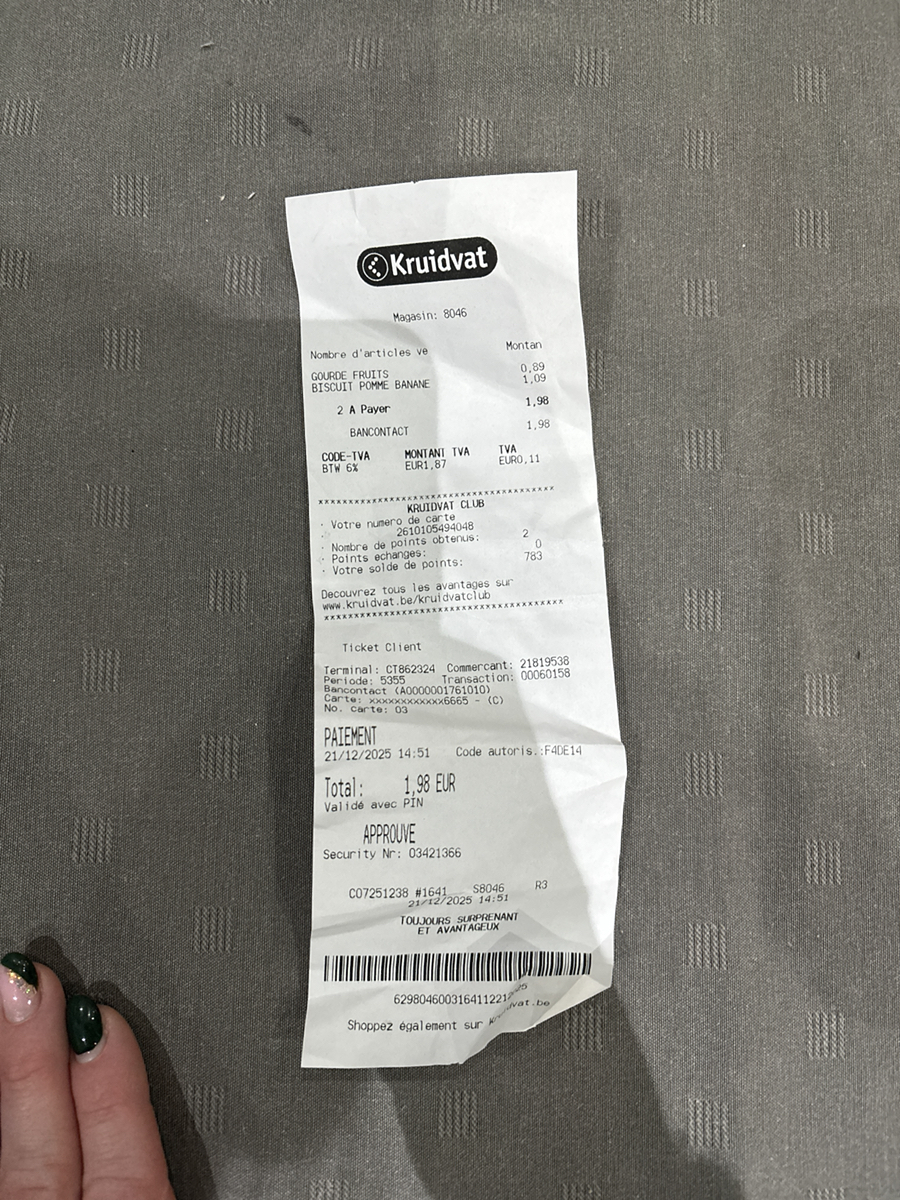 Kruidvat
Magasin: 8046
Nombre d'articles ve Montan
GOURDE FRUITS 0,89
BISCUIT POMME BANANE 1,09
2 A Payer 1,98
BANCONTACT 1,98
CODE-TVA MONTANT TVA TVA
BTW 6% EUR1,87 EUR0,11
xxxxxxxxxxxxxxxxxxxxxxxxxxxxxxxxxxxxxxxx
KRUIDVAT CLUB
· Votre numero de carte
2610105494048
· Nombre de points obtenus: 2
· Points echanges: 0
· Votre solde de points: 783
Decouvrez tous les avantages sur
www.kruidvat.be/kruidvatclub
xxxxxxxxxxxxxxxxxxxxxxxxxxxxxxxxxxxxxxxx
Ticket Client
Terminal: CT862324 Commercant: 21819538
Periode: 5355 Transaction: 00060158
Bancontact (A0000001761010)
Carte: xxxxxxxxxxxx6665 - (C)
No. carte: 03
PAIEMENT
21/12/2025 14:51 Code autoris.:F4DE14
Total: 1,98 EUR
Validé avec PIN
APPROUVE
Security Nr: 03421366
C07251238 #1641 S8046 R3
21/12/2025 14:51
TOUJOURS SURPRENANT
ET AVANTAGEUX
Shoppez également sur Kruidvat.be